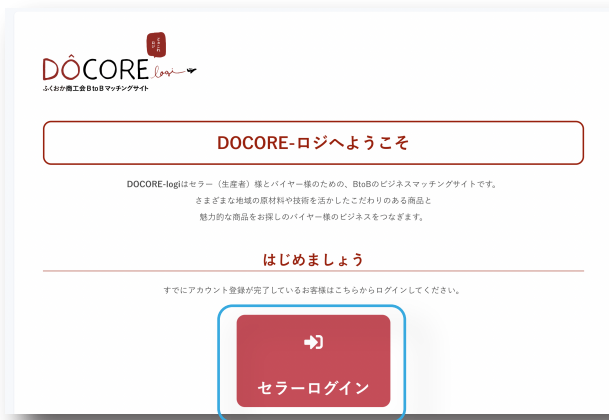 DÔCORE logi
ふくおか商工会BtoBマッチングサイト
DOCORE-ロジへようこそ
DOCORE-logiはセラー（生産者）様とバイヤー様のための、BtoBのビジネスマッチングサイトです。
さまざまな地域の原材料や技術を活かしたこだわりのある商品と
魅力的な商品をお探しのバイヤー様のビジネスをつなぎます。
はじめましょう
すでにアカウント登録が完了しているお客様はこちらからログインしてください。
セラーログイン